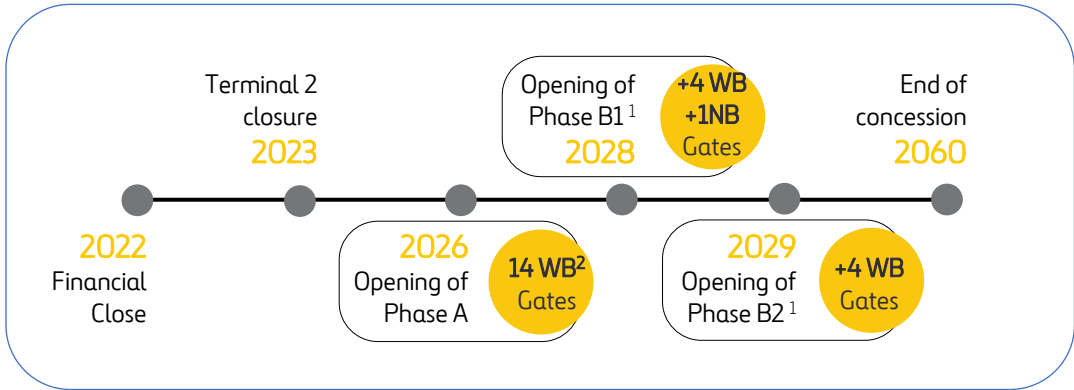 Terminal 2
closure
2023
Opening of
Phase B1 1
2028
+4 WB
+1NB
Gates
End of
concession
2060
2022
Financial
Close
2026
Opening of
Phase A
14 WB2
Gates
2029
Opening of
Phase B2 1
+4 WB
Gates